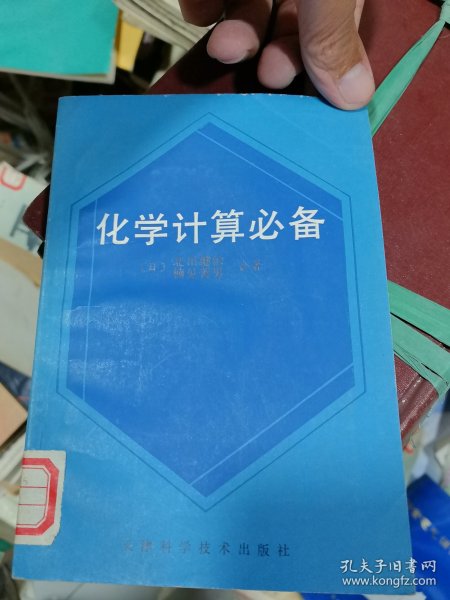 化学计算必备
〔日〕
合著
天津科学技术出版社
孔夫子旧书网
www.kongfz.com